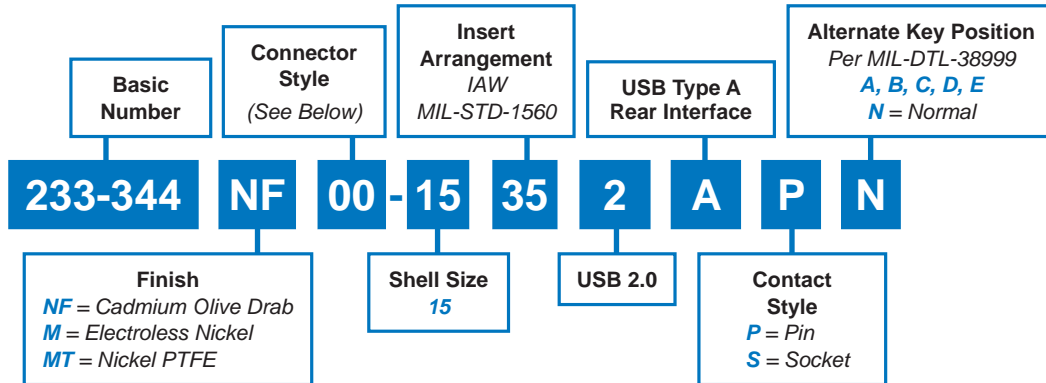 Basic
Number
Connector
Style
(See Below)
Insert
Arrangement
IAW
MIL-STD-1560
USB Type A
Rear Interface
Alternate Key Position
Per MIL-DTL-38999
A, B, C, D, E
N = Normal
233-344 NF 00 - 15 35 2 A P N
Finish
NF = Cadmium Olive Drab
M = Electroless Nickel
MT = Nickel PTFE
Shell Size
15
USB 2.0
Contact
Style
P = Pin
S = Socket